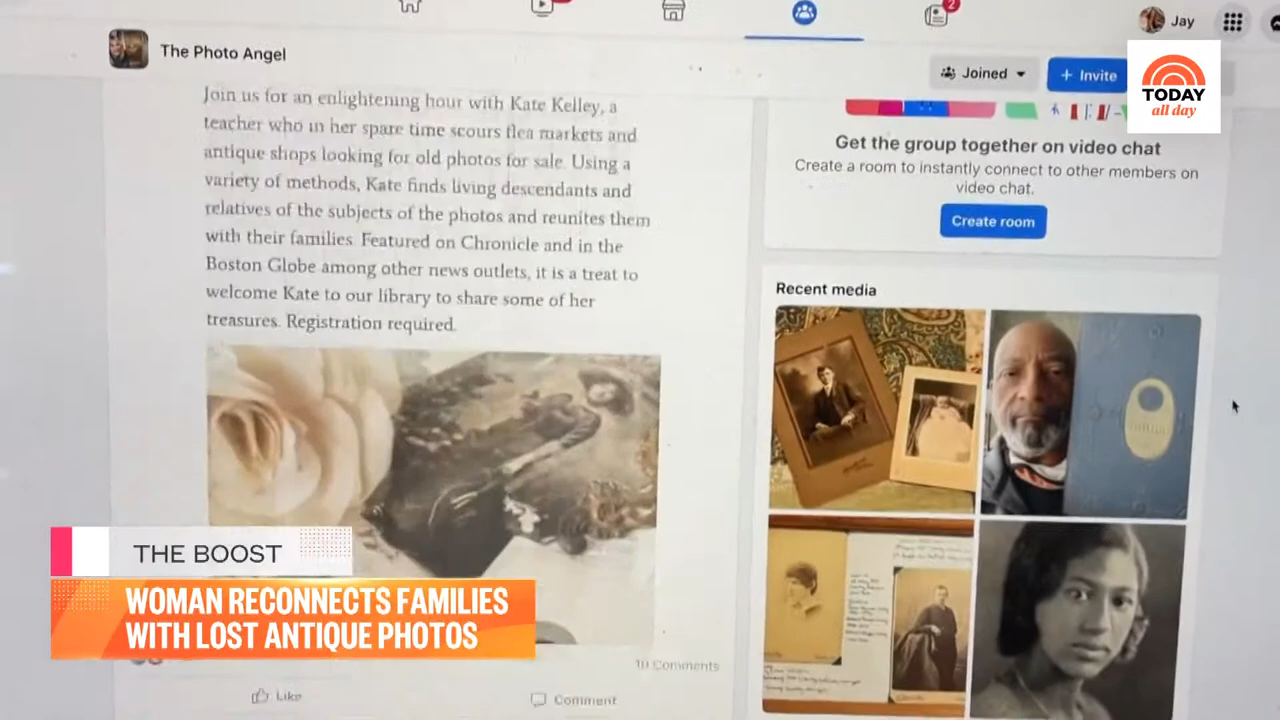 2
Jay
The Photo Angel
Joined
+ Invite
TODAY
all day
Join us for an enlightening hour with Kate Kelley, a
teacher who in her spare time scours flea markets and
antique shops looking for old photos for sale. Using a
variety of methods, Kate finds living descendants and
relatives of the subjects of the photos and reunites them
with their families. Featured on Chronicle and in the
Boston Globe among other news outlets, it is a treat to
welcome Kate to our library to share some of her
treasures. Registration required.
Get the group together on video chat
Create a room to instantly connect to other members on
video chat.
Create room
Recent media
THE BOOST
WOMAN RECONNECTS FAMILIES
WITH LOST ANTIQUE PHOTOS
10 Comments
Like
Comment